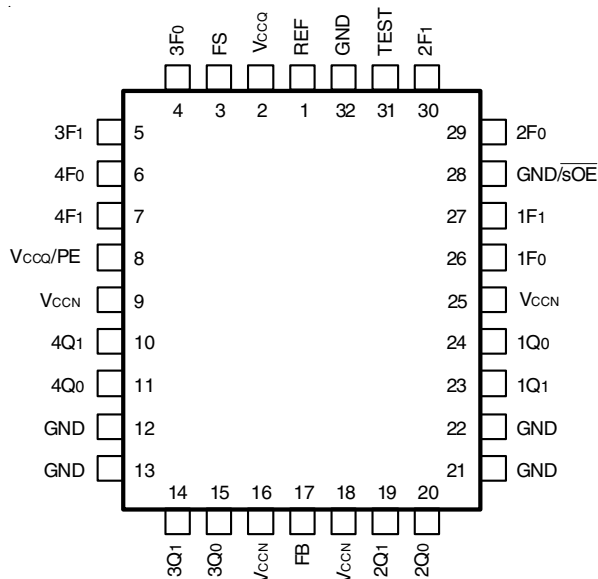 3F0 FS VCCQ REF GND TEST 2F1
4 3 2 1 32 31 30
3F1 5 29 2F0
4F0 6 28 GND/sOE
4F1 7 27 1F1
VCCQ/PE 8 26 1F0
VCCN 9 25 VCCN
4Q1 10 24 1Q0
4Q0 11 23 1Q1
GND 12 22 GND
GND 13 21 GND
14 15 16 17 18 19 20
3Q1 3Q0 VCCN FB VCCN 2Q1 2Q0